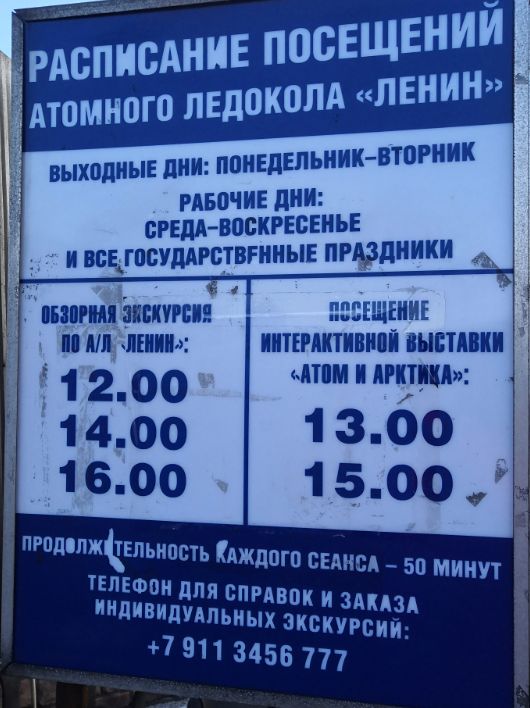 РАСПИСАНИЕ ПОСЕЩЕНИЙ
АТОМНОГО ЛЕДОКОЛА «ЛЕНИН»
ВЫХОДНЫЕ ДНИ: ПОНЕДЕЛЬНИК–ВТОРНИК
РАБОЧИЕ ДНИ:
СРЕДА–ВОСКРЕСЕНЬЕ
И ВСЕ ГОСУДАРСТВЕННЫЕ ПРАЗДНИКИ
ОБЗОРНАЯ ЭКСКУРСИЯ
ПО А/Л «ЛЕНИН»:
12.00
14.00
16.00
ПОСЕЩЕНИЕ
ИНТЕРАКТИВНОЙ ВЫСТАВКИ
«АТОМ И АРКТИКА»:
13.00
15.00
ПРОДОЛЖИТЕЛЬНОСТЬ КАЖДОГО СЕАНСА – 50 МИНУТ
ТЕЛЕФОН ДЛЯ СПРАВОК И ЗАКАЗА
ИНДИВИДУАЛЬНЫХ ЭКСКУРСИЙ:
+7 911 3456 777